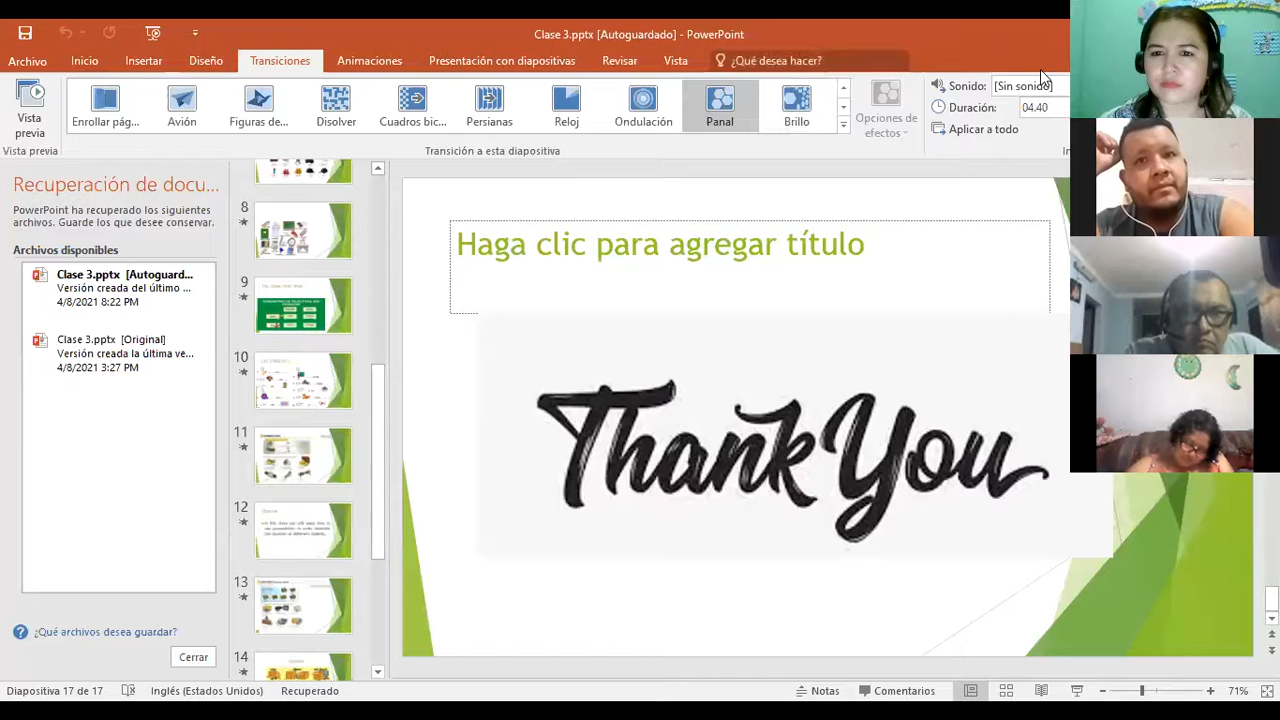 Clase 3.pptx [Autoguardado] - PowerPoint
Archivo Inicio Insertar Diseño Transiciones Animaciones Presentación con diapositivas Revisar Vista ¿Qué desea hacer?
Vista previa
Enrollar pág... Avión Figuras de... Disolver Cuadros bic... Persianas Reloj Ondulación Panal Brillo
Opciones de efectos
Sonido: [Sin sonido]
Duración: 04.40
Aplicar a todo
Vista previa Transición a esta diapositiva
Recuperación de docu...
PowerPoint ha recuperado los siguientes
archivos. Guarde los que desee conservar.
Archivos disponibles
Clase 3.pptx [Autoguard...
Versión creada del último ...
4/8/2021 8:22 PM
Clase 3.pptx [Original]
Versión creada la última ve...
4/8/2021 3:27 PM
¿Qué archivos desea guardar?
Cerrar
8
9
10
11
12
13
14
Haga clic para agregar título
Thank You
Diapositiva 17 de 17 Inglés (Estados Unidos) Recuperado Notas Comentarios 71%